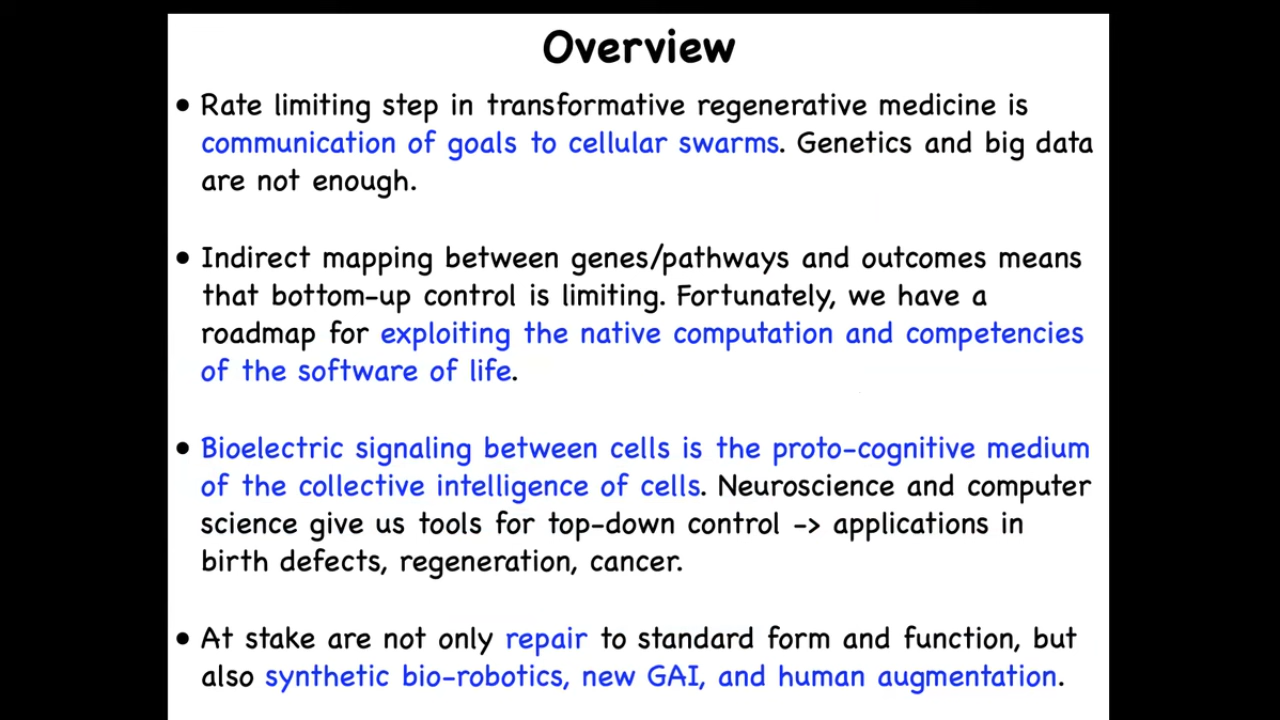 Overview
• Rate limiting step in transformative regenerative medicine is
communication of goals to cellular swarms. Genetics and big data
are not enough.
• Indirect mapping between genes/pathways and outcomes means
that bottom-up control is limiting. Fortunately, we have a
roadmap for exploiting the native computation and competencies
of the software of life.
• Bioelectric signaling between cells is the proto-cognitive medium
of the collective intelligence of cells. Neuroscience and computer
science give us tools for top-down control -> applications in
birth defects, regeneration, cancer.
• At stake are not only repair to standard form and function, but
also synthetic bio-robotics, new GAI, and human augmentation.